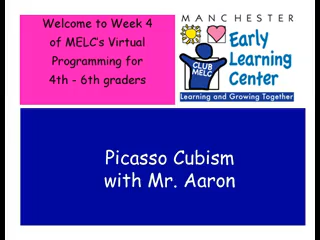 Welcome to Week 4
of MELC's Virtual
Programming for
4th - 6th graders
MANCHESTER
Early
Learning
Center
CLUB
MELC
Learning and Growing Together
Picasso Cubism
with Mr. Aaron